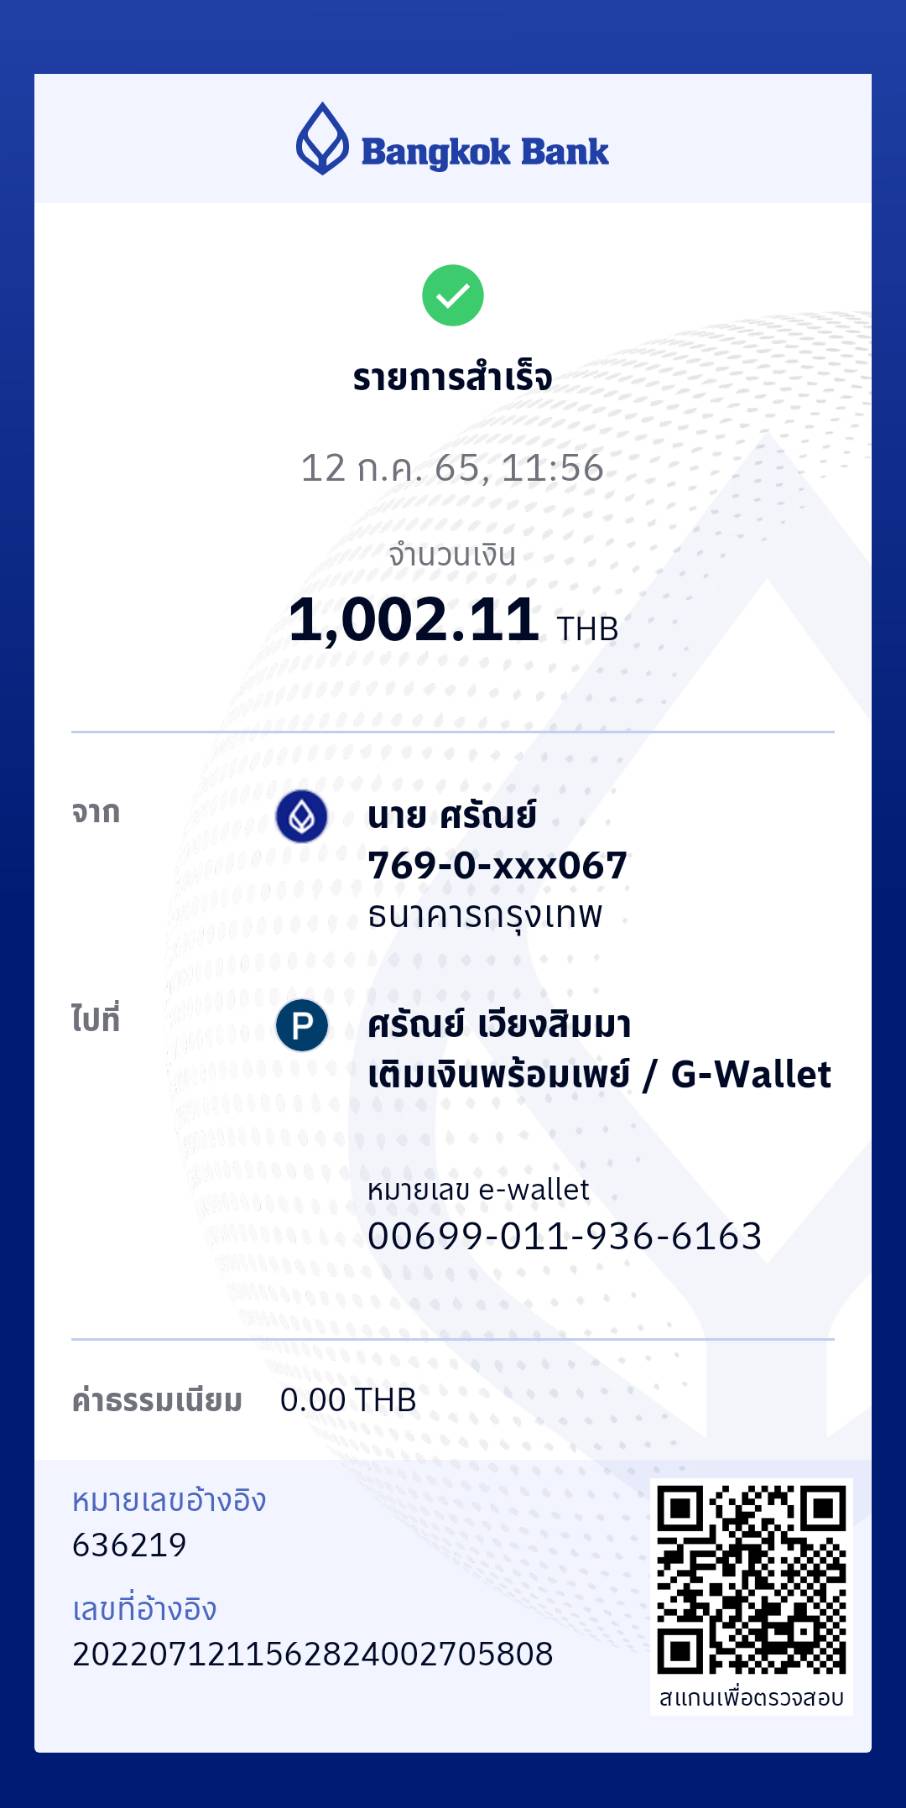 Bangkok Bank
รายการสำเร็จ
12 ก.ค. 65, 11:56
จำนวนเงิน
1,002.11 THB
จาก
นาย ศรัณย์
769-0-xxx067
ธนาคารกรุงเทพ
ไปที่
P
ศรัณย์ เวียงสิมมา
เติมเงินพร้อมเพย์ / G-Wallet
หมายเลข e-wallet
00699-011-936-6163
ค่าธรรมเนียม 0.00 THB
หมายเลขอ้างอิง
636219
เลขที่อ้างอิง
2022071211562824002705808
สแกนเพื่อตรวจสอบ